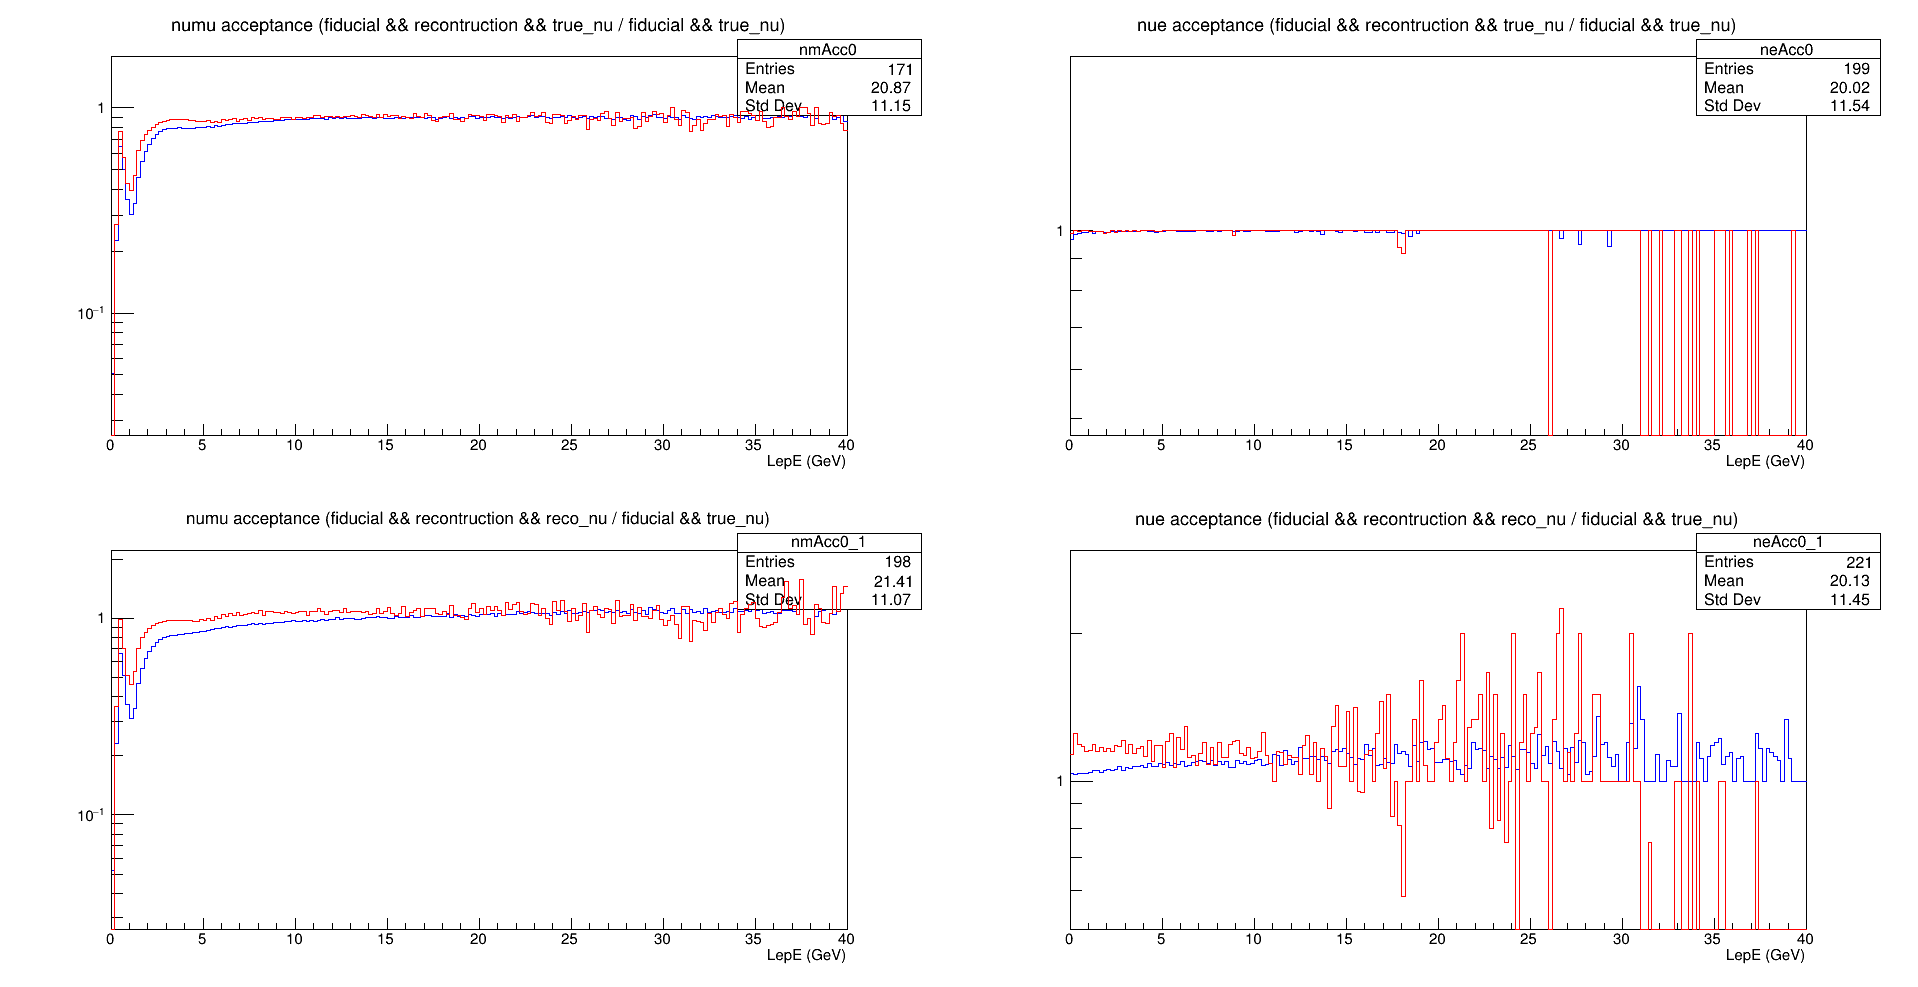 numu acceptance (fiducial && recontruction && true_nu / fiducial && true_nu)
nmAcc0
Entries 171
Mean 20.87
Std Dev 11.15
1
10⁻¹
0 5 10 15 20 25 30 35 40
LepE (GeV)
nue acceptance (fiducial && recontruction && true_nu / fiducial && true_nu)
neAcc0
Entries 199
Mean 20.02
Std Dev 11.54
1
0 5 10 15 20 25 30 35 40
LepE (GeV)
numu acceptance (fiducial && recontruction && reco_nu / fiducial && true_nu)
nmAcc0_1
Entries 198
Mean 21.41
Std Dev 11.07
1
10⁻¹
0 5 10 15 20 25 30 35 40
LepE (GeV)
nue acceptance (fiducial && recontruction && reco_nu / fiducial && true_nu)
neAcc0_1
Entries 221
Mean 20.13
Std Dev 11.45
1
0 5 10 15 20 25 30 35 40
LepE (GeV)